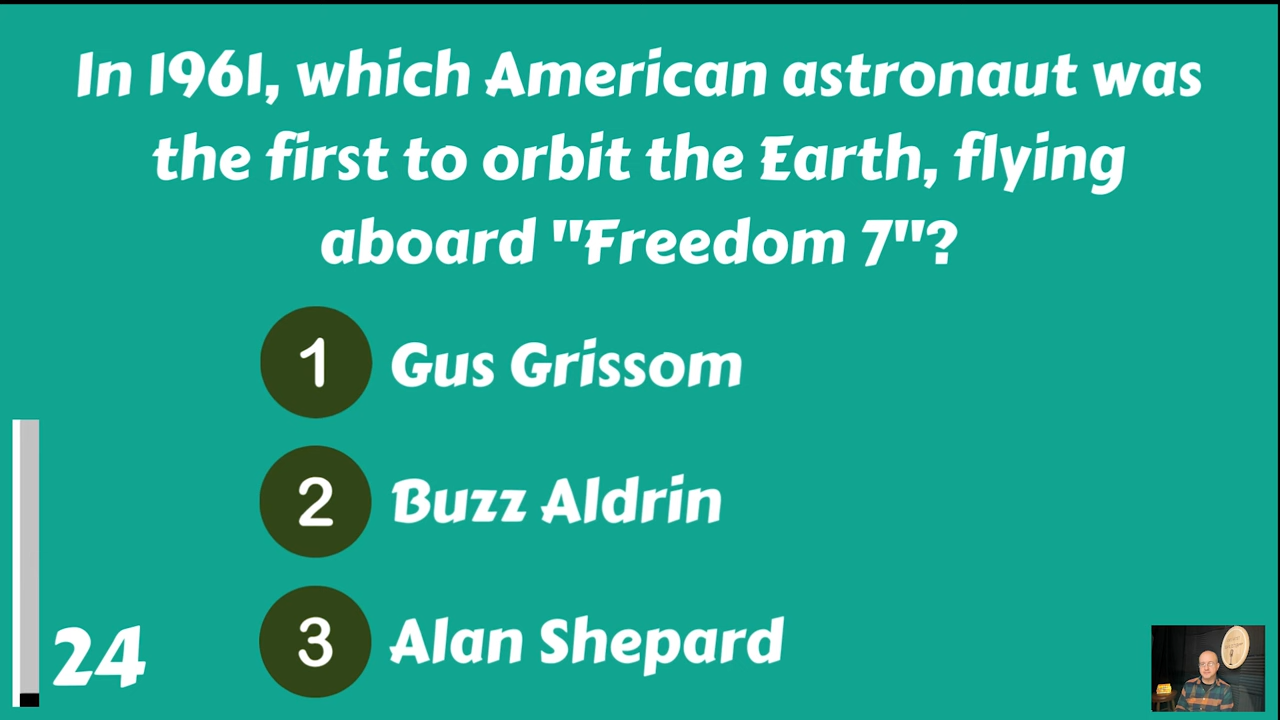 In 1961, which American astronaut was
the first to orbit the Earth, flying
aboard "Freedom 7"?
1 Gus Grissom
2 Buzz Aldrin
3 Alan Shepard
24